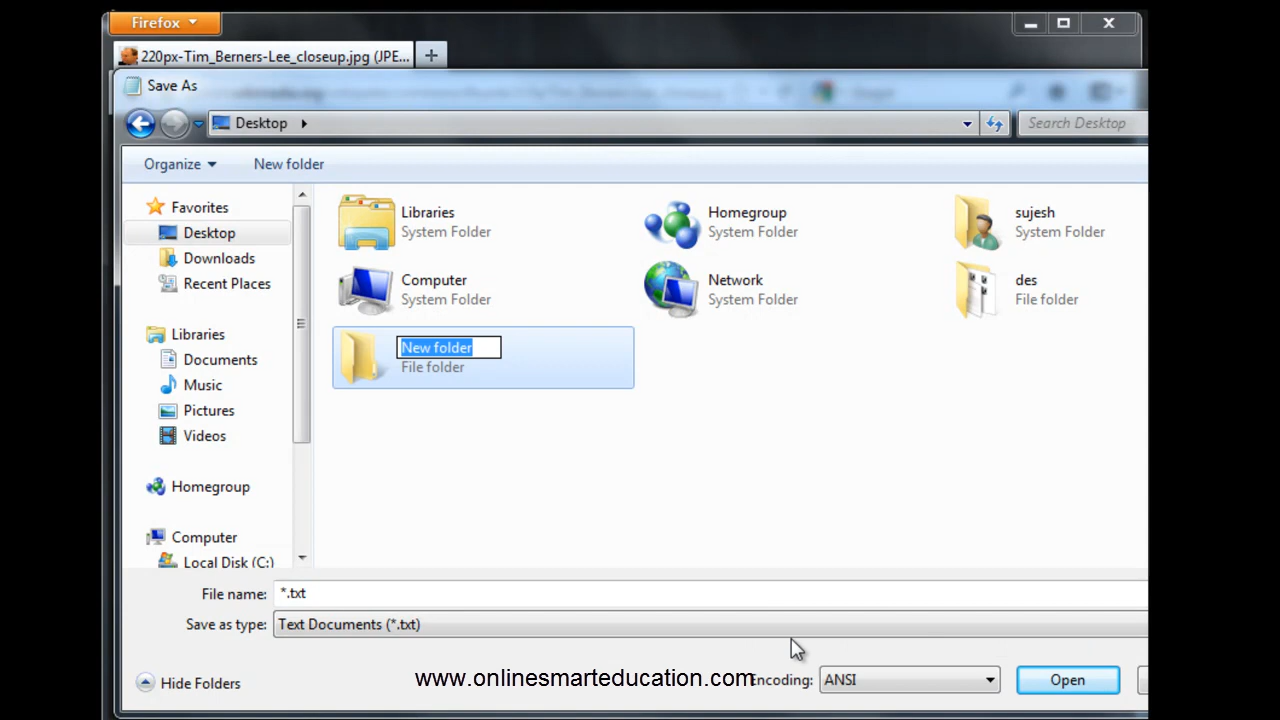 Firefox
220px-Tim_Berners-Lee_closeup.jpg (JPE...
Save As
Desktop
Search Desktop
Organize
New folder
Favorites
Desktop
Downloads
Recent Places
Libraries
Documents
Music
Pictures
Videos
Homegroup
Computer
Local Disk (C:)
Libraries
System Folder
Homegroup
System Folder
sujesh
System Folder
Computer
System Folder
Network
System Folder
des
File folder
New folder
File folder
File name: *.txt
Save as type: Text Documents (*.txt)
Hide Folders
www.onlinesmarteducation.com
Encoding: ANSI
Open